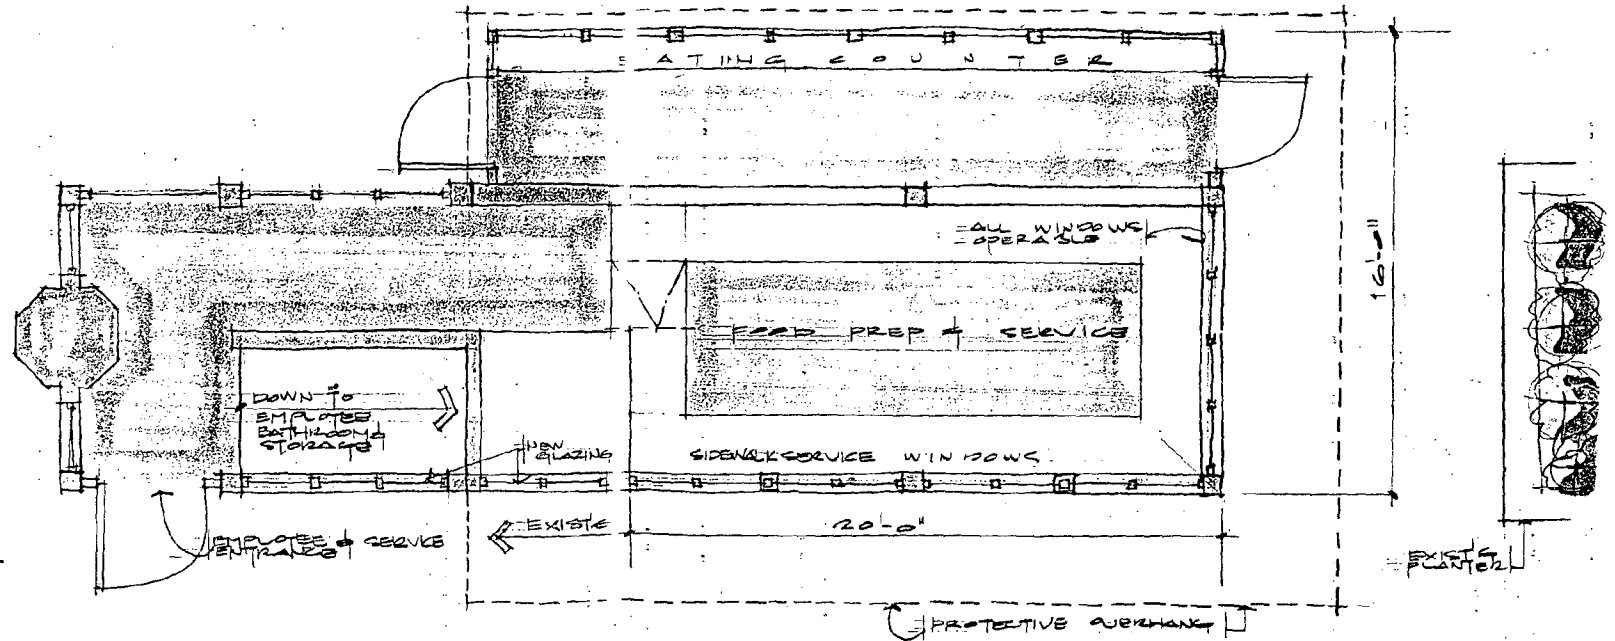 EATING COUNTER
ALL WINDOWS
OPERABLE
16'-0"
FOOD PREP & SERVICE
DOWN TO
EMPLOYEE
BATHROOM &
STORAGE
NEW
GLAZING
SIDEWALK SERVICE WINDOWS
EXIST'G
20'-0"
EMPLOYEE & SERVICE
ENTRANCE
EXIST'G
PLANTER
PROTECTIVE OVERHANG